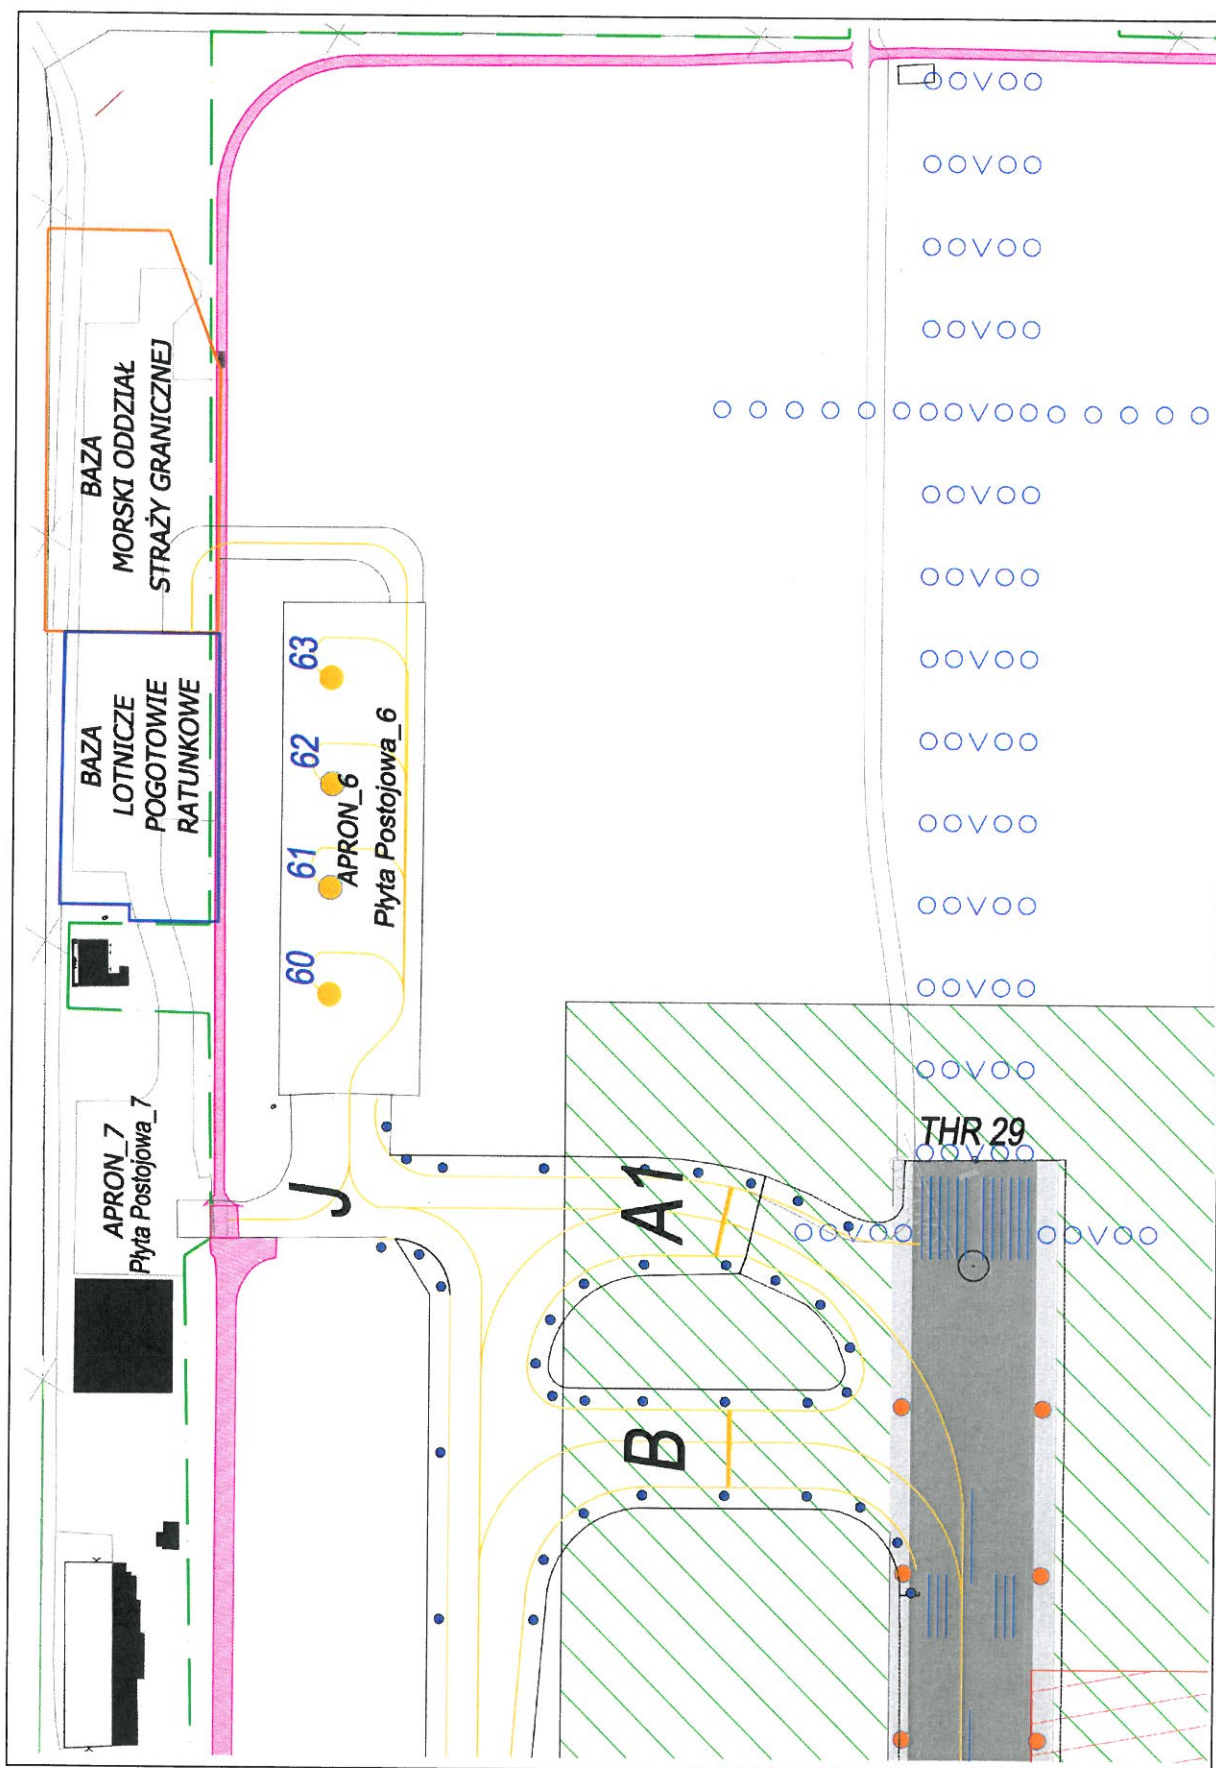 BAZA
MORSKI ODDZIAŁ
STRAŻY GRANICZNEJ
BAZA
LOTNICZE
POGOTOWIE
RATUNKOWE
63
62
61
60
APRON_6
Płyta Postojowa_6
APRON_7
Płyta Postojowa_7
J
A1
B
THR 29